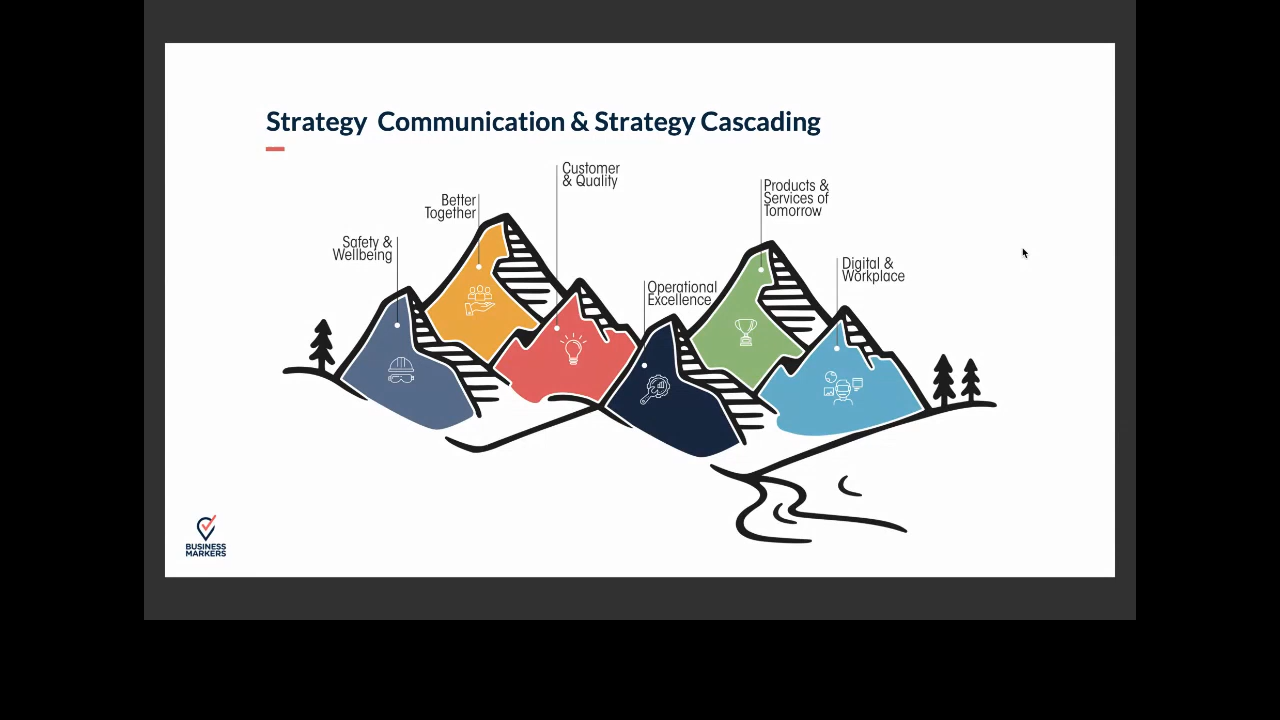 Strategy  Communication & Strategy Cascading
Customer
& Quality
Better
Together
Products &
Services of
Tomorrow
Safety &
Wellbeing
Digital &
Workplace
Operational
Excellence
BUSINESS
MARKERS